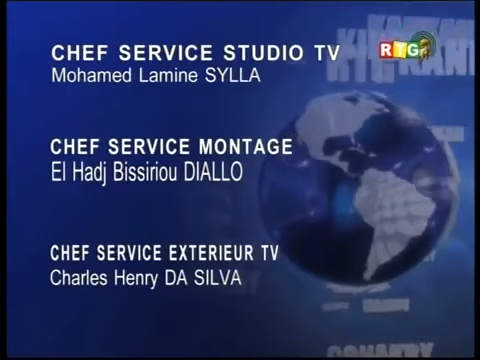 CHEF SERVICE STUDIO TV
RTG
Mohamed Lamine SYLLA
CHEF SERVICE MONTAGE
El Hadj Bissiriou DIALLO
CHEF SERVICE EXTERIEUR TV
Charles Henry DA SILVA